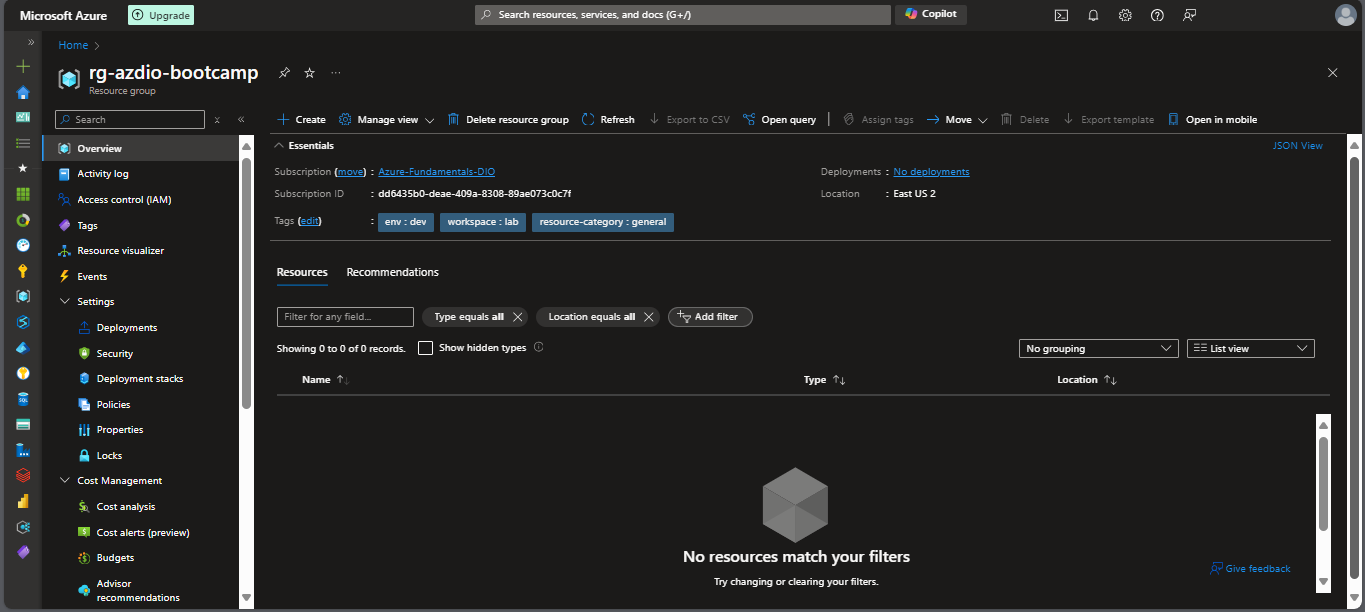 Microsoft Azure
Upgrade
Search resources, services, and docs (G+/)
Copilot
Home
rg-azdio-bootcamp
Resource group
Search
Create
Manage view
Delete resource group
Refresh
Export to CSV
Open query
Assign tags
Move
Delete
Export template
Open in mobile
Overview
Activity log
Access control (IAM)
Tags
Resource visualizer
Events
Settings
Deployments
Security
Deployment stacks
Policies
Properties
Locks
Cost Management
Cost analysis
Cost alerts (preview)
Budgets
Advisor
recommendations
Essentials
JSON View
Subscription (move) : Azure-Fundamentals-DIO
Deployments : No deployments
Subscription ID : dd6435b0-deae-409a-8308-89ae073c0c7f
Location : East US 2
Tags (edit) : env : dev workspace : lab resource-category : general
Resources
Recommendations
Filter for any field...
Type equals all
Location equals all
Add filter
Showing 0 to 0 of 0 records.
Show hidden types
No grouping
List view
Name
Type
Location
No resources match your filters
Try changing or clearing your filters.
Give feedback